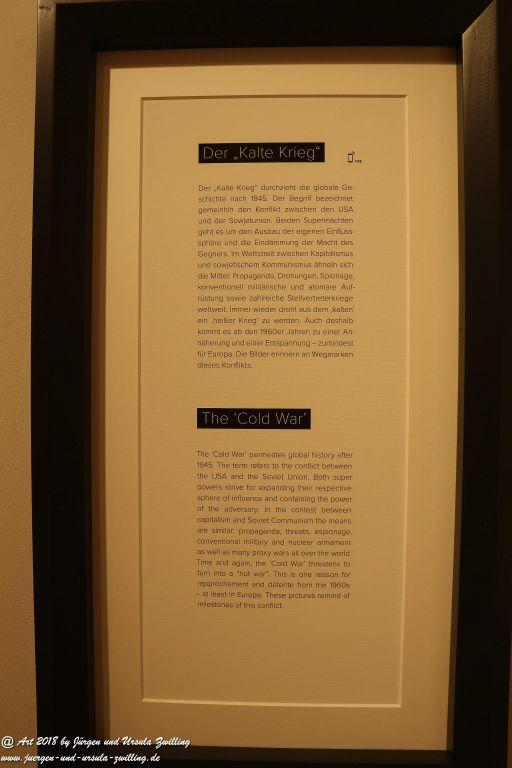 Der „Kalte Krieg“
Der „Kalte Krieg“ durchzieht die globale Ge-
schichte nach 1945. Der Begriff bezeichnet
gemeinhin den Konflikt zwischen den USA
und der Sowjetunion. Beiden Supermächten
geht es um den Ausbau der eigenen Einfluss-
sphäre und die Eindämmung der Macht des
Gegners. Im Wettstreit zwischen Kapitalismus
und sowjetischem Kommunismus ähneln sich
die Mittel: Propaganda, Drohungen, Spionage,
konventionell militärische und atomare Auf-
rüstung sowie zahlreiche Stellvertreterkriege
weltweit. Immer wieder droht aus dem ‚kalten‘
ein ‚heißer Krieg‘ zu werden. Auch deshalb
kommt es ab den 1960er Jahren zu einer An-
näherung und einer Entspannung – zumindest
für Europa. Die Bilder erinnern an Wegmarken
dieses Konflikts.
The ‘Cold War’
The ‘Cold War’ permeates global history after
1945. The term refers to the conflict between
the USA and the Soviet Union. Both super
powers strive for expanding their respective
sphere of influence and containing the power
of the adversary. In the contest between
capitalism and Soviet Communism the means
are similar: propaganda, threats, espionage,
conventional military and nuclear armament
as well as many proxy wars all over the world.
Time and again, the ‘Cold War’ threatens to
turn into a “hot war”. This is one reason for
rapprochement and détente from the 1960s
– at least in Europe. These pictures remind of
milestones of this conflict.
@ Art 2018 by Jürgen und Ursula Zwilling
www.juergen-und-ursula-zwilling.de